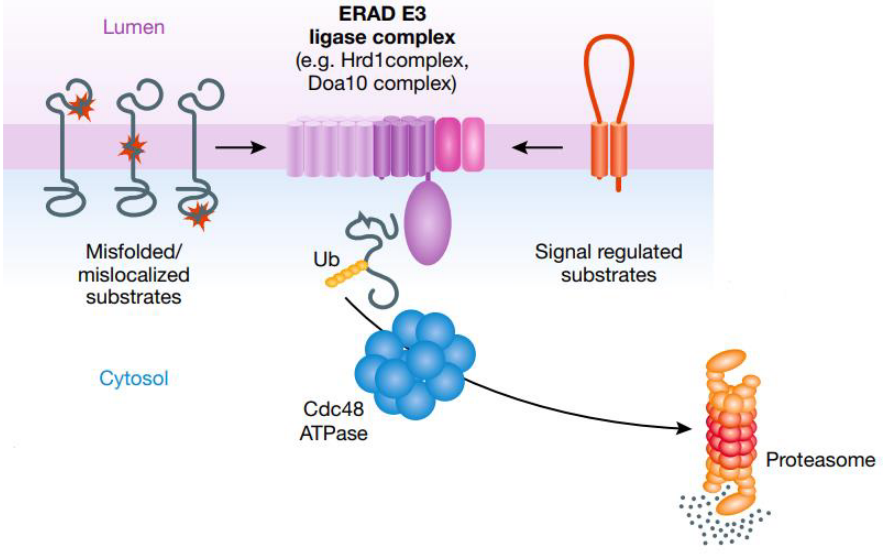 Lumen
ERAD E3
ligase complex
(e.g. Hrd1complex,
Doa10 complex)
Misfolded/
mislocalized
substrates
Ub
Signal regulated
substrates
Cytosol
Cdc48
ATPase
Proteasome